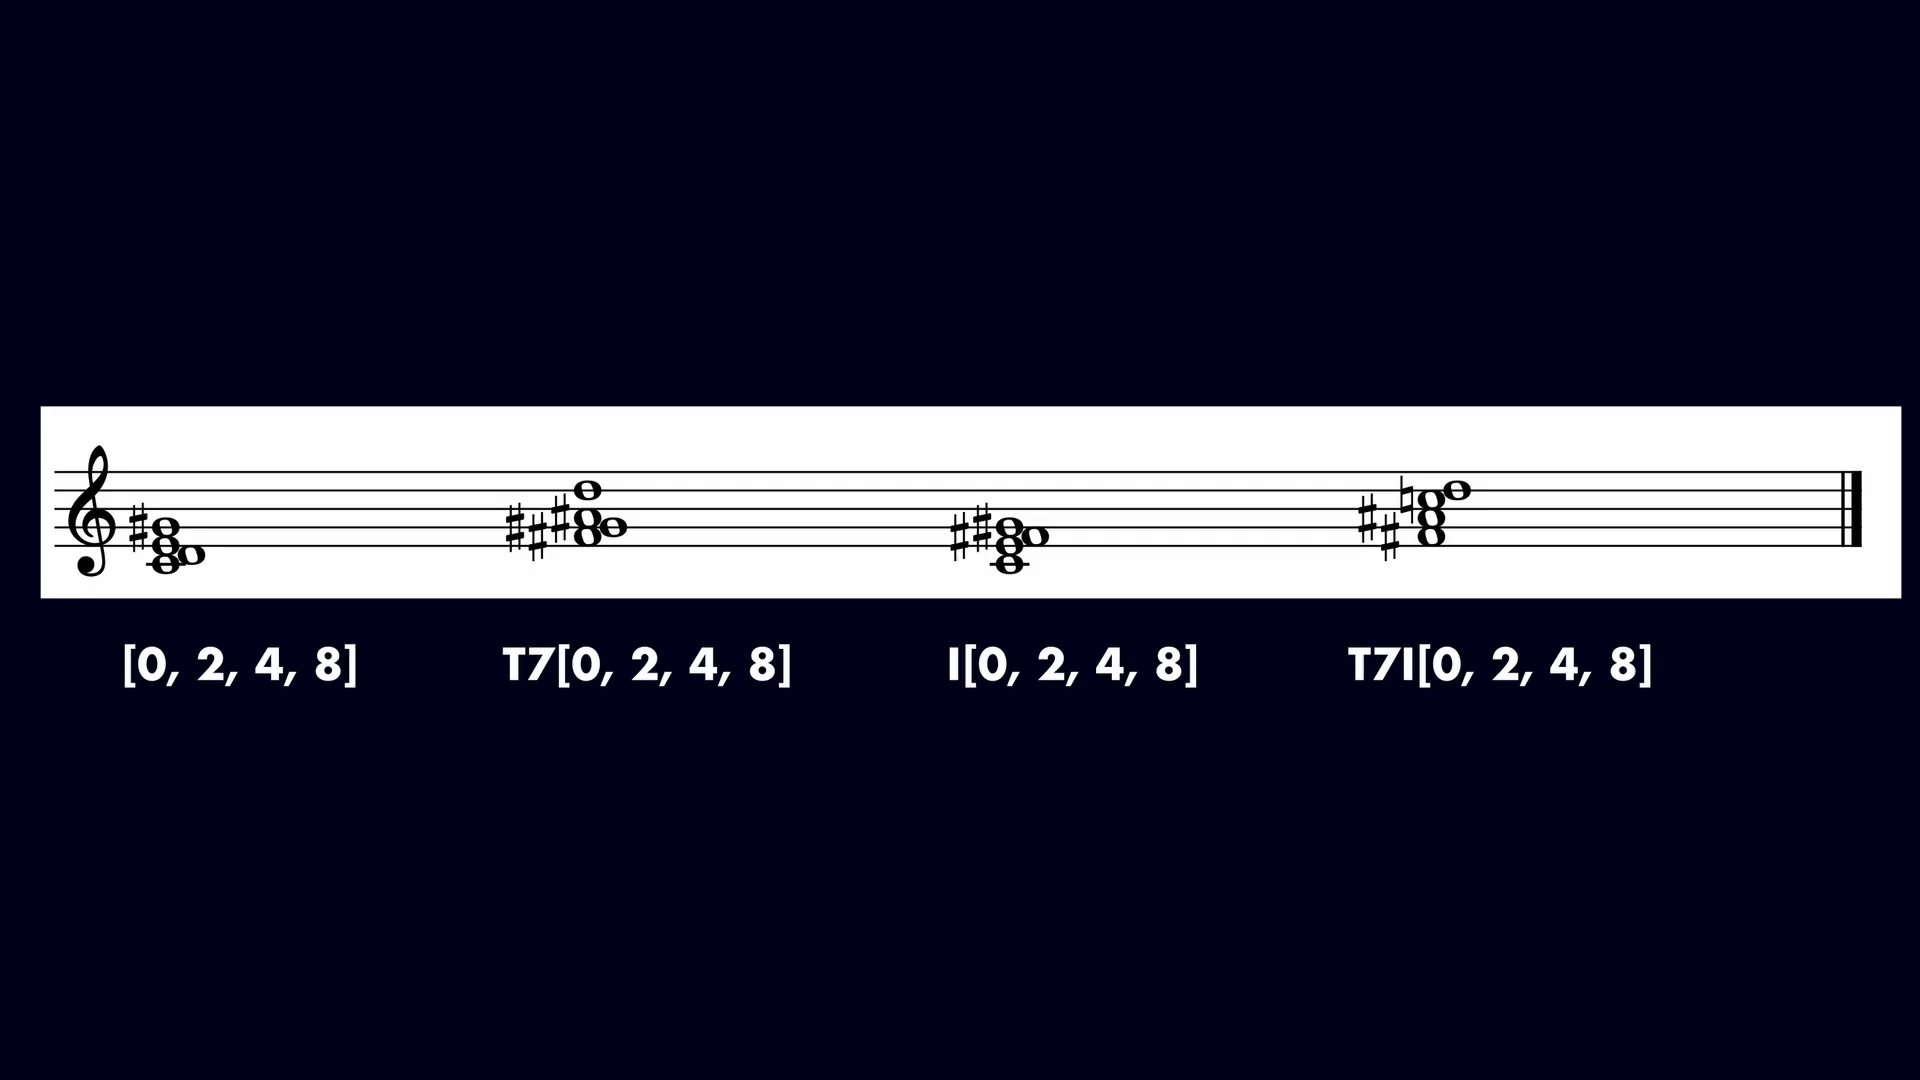 [0, 2, 4, 8] T7[0, 2, 4, 8] I[0, 2, 4, 8] T7I[0, 2, 4, 8]